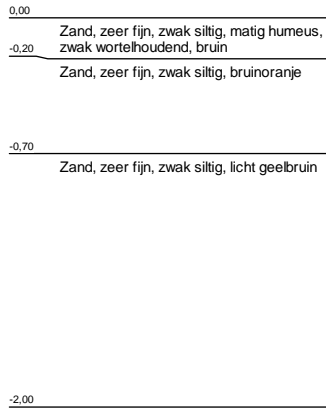 0,00
Zand, zeer fijn, zwak siltig, matig humeus,
-0,20 zwak wortelhoudend, bruin
Zand, zeer fijn, zwak siltig, bruinoranje
-0,70
Zand, zeer fijn, zwak siltig, licht geelbruin
-2,00